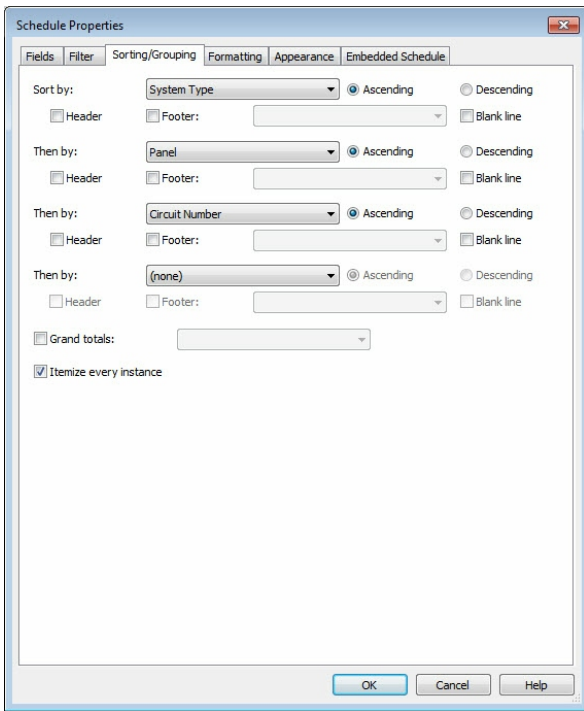 Schedule Properties
Fields Filter Sorting/Grouping Formatting Appearance Embedded Schedule
Sort by: System Type Ascending Descending
Header Footer: Blank line
Then by: Panel Ascending Descending
Header Footer: Blank line
Then by: Circuit Number Ascending Descending
Header Footer: Blank line
Then by: (none) Ascending Descending
Header Footer: Blank line
Grand totals:
Itemize every instance
OK Cancel Help